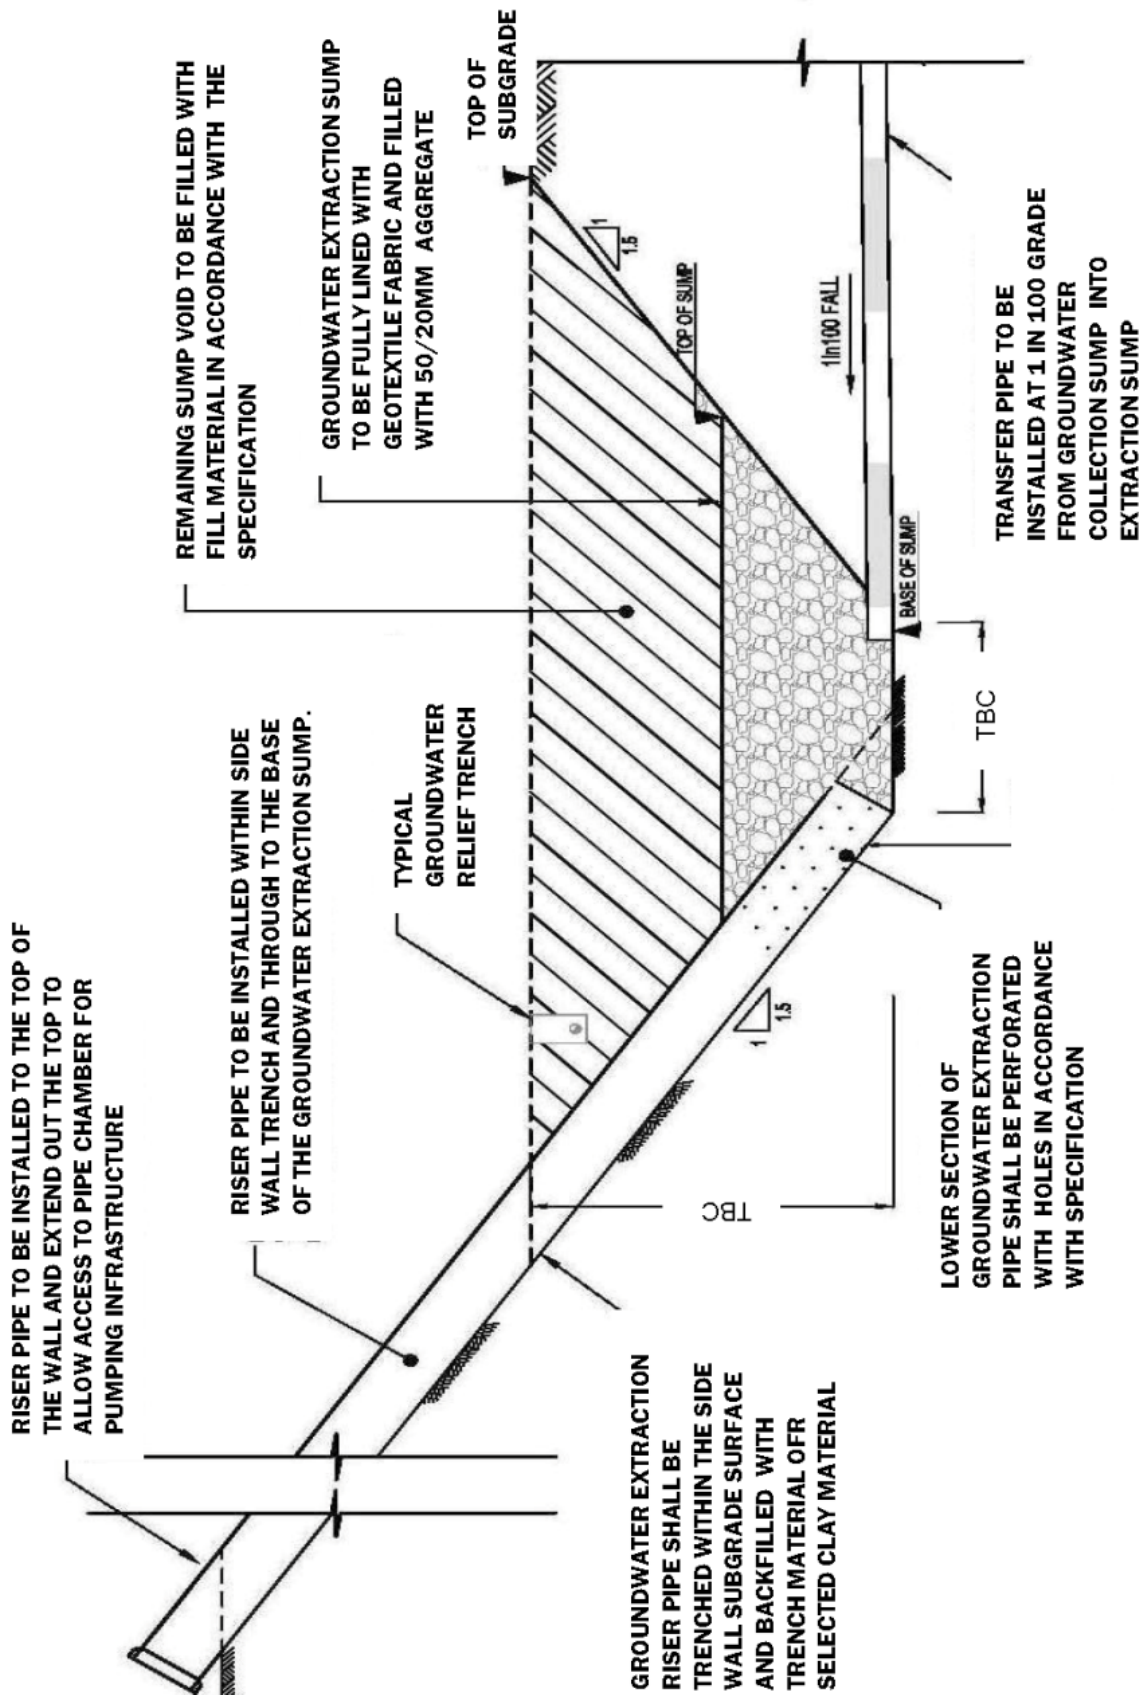 RISER PIPE TO BE INSTALLED TO THE TOP OF
THE WALL AND EXTEND OUT THE TOP TO
ALLOW ACCESS TO PIPE CHAMBER FOR
PUMPING INFRASTRUCTURE
RISER PIPE TO BE INSTALLED WITHIN SIDE
WALL TRENCH AND THROUGH TO THE BASE
OF THE GROUNDWATER EXTRACTION SUMP.
REMAINING SUMP VOID TO BE FILLED WITH
FILL MATERIAL IN ACCORDANCE WITH THE
SPECIFICATION
TYPICAL
GROUNDWATER
RELIEF TRENCH
GROUNDWATER EXTRACTION SUMP
TO BE FULLY LINED WITH
GEOTEXTILE FABRIC AND FILLED
WITH 50/20MM AGGREGATE
TOP OF
SUBGRADE
1
1.5
TOP OF SUMP
1
1.5
1In100 FALL
BASE OF SUMP
TBC
TBC
GROUNDWATER EXTRACTION
RISER PIPE SHALL BE
TRENCHED WITHIN THE SIDE
WALL SUBGRADE SURFACE
AND BACKFILLED WITH
TRENCH MATERIAL OFR
SELECTED CLAY MATERIAL
LOWER SECTION OF
GROUNDWATER EXTRACTION
PIPE SHALL BE PERFORATED
WITH HOLES IN ACCORDANCE
WITH SPECIFICATION
TRANSFER PIPE TO BE
INSTALLED AT 1 IN 100 GRADE
FROM GROUNDWATER
COLLECTION SUMP INTO
EXTRACTION SUMP